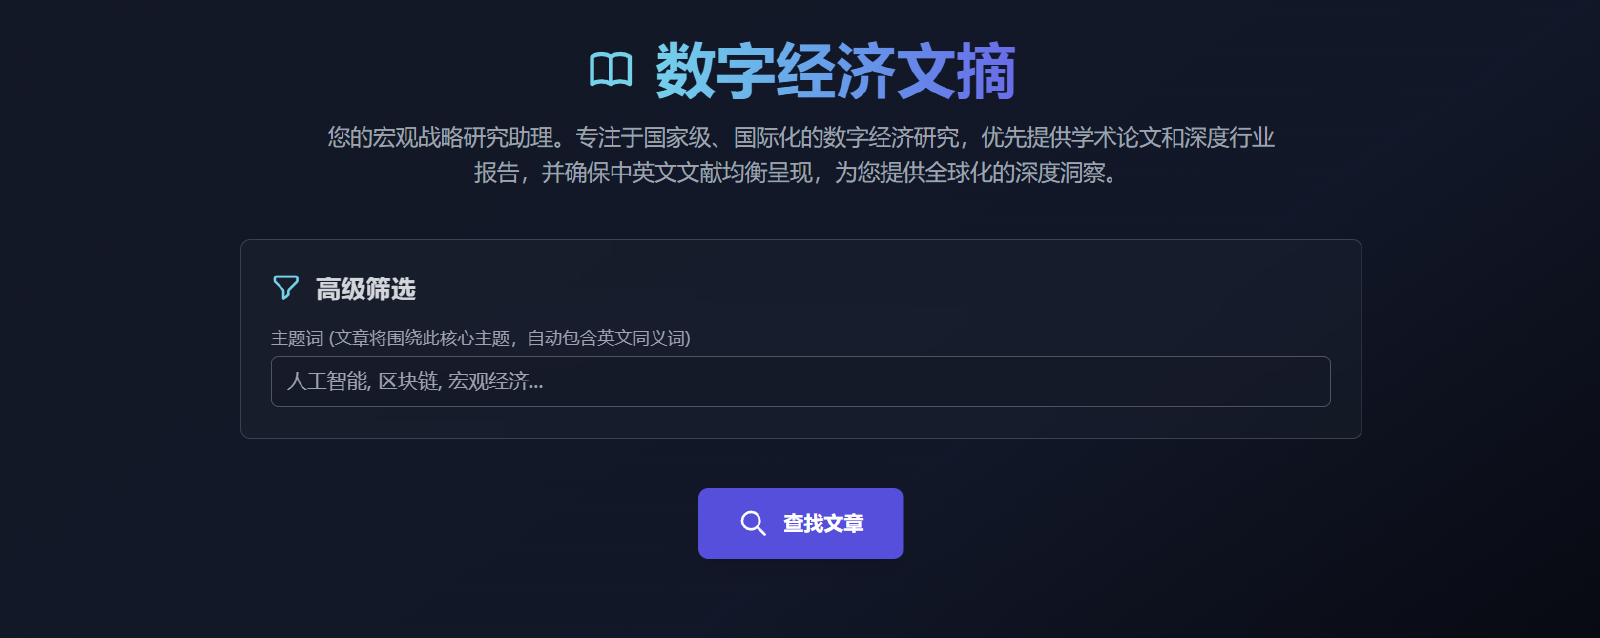 数字经济文摘
您的宏观战略研究助理。专注于国家级、国际化的数字经济研究，优先提供学术论文和深度行业
报告，并确保中英文文献均衡呈现，为您提供全球化的深度洞察。
高级筛选
主题词 (文章将围绕此核心主题，自动包含英文同义词)
人工智能, 区块链, 宏观经济...
查找文章